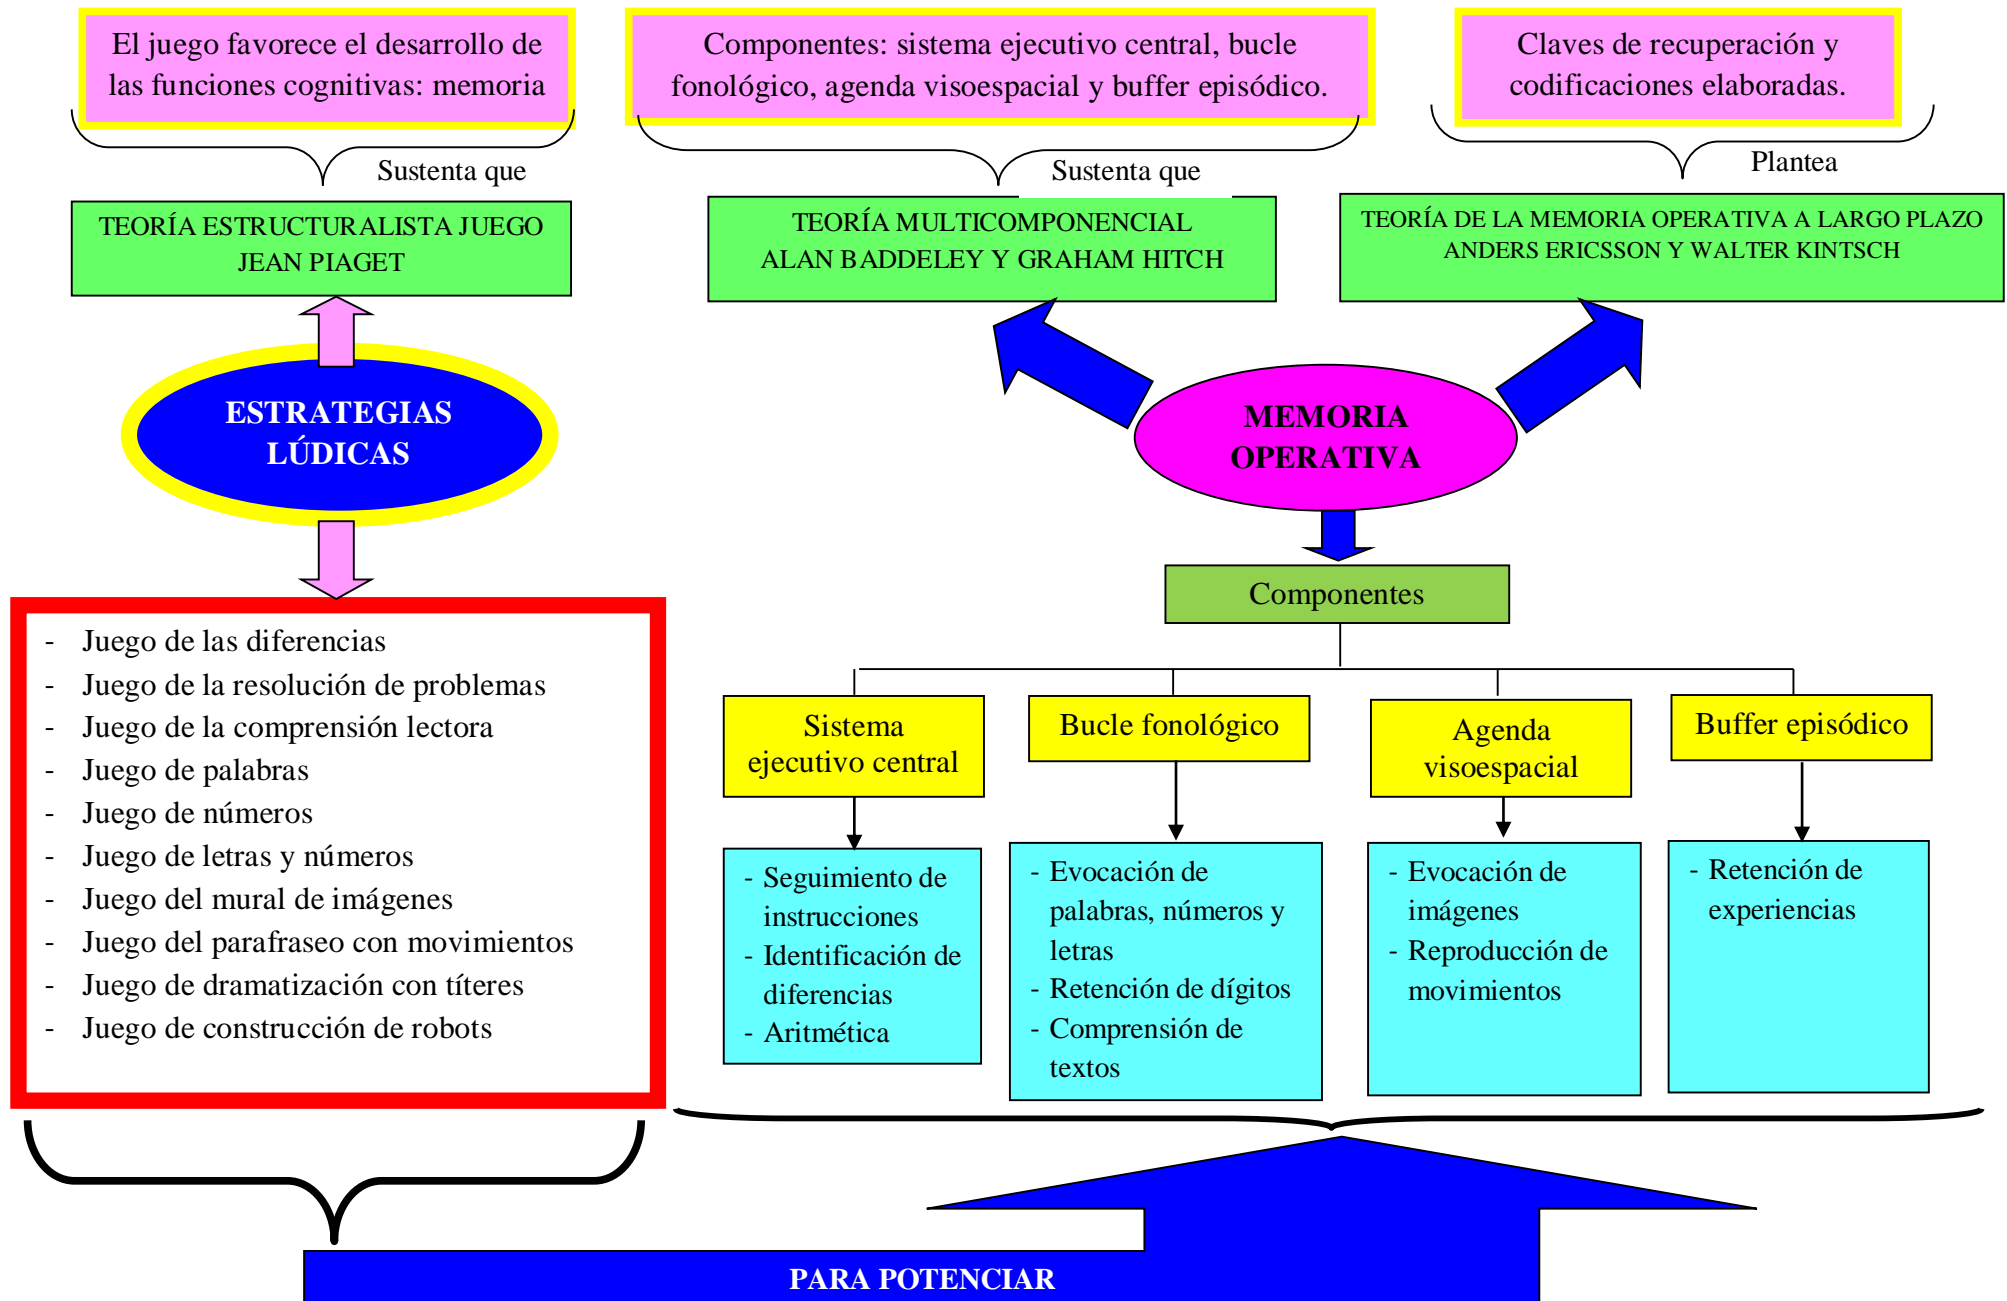 El juego favorece el desarrollo de
las funciones cognitivas: memoria
Componentes: sistema ejecutivo central, bucle
fonológico, agenda visoespacial y buffer episódico.
Claves de recuperación y
codificaciones elaboradas.
Sustenta que
Sustenta que
Plantea
TEORÍA ESTRUCTURALISTA JUEGO
JEAN PIAGET
TEORÍA MULTICOMPONENCIAL
ALAN BADDELEY Y GRAHAM HITCH
TEORÍA DE LA MEMORIA OPERATIVA A LARGO PLAZO
ANDERS ERICSSON Y WALTER KINTSCH
ESTRATEGIAS
LÚDICAS
MEMORIA
OPERATIVA
- Juego de las diferencias
- Juego de la resolución de problemas
- Juego de la comprensión lectora
- Juego de palabras
- Juego de números
- Juego de letras y números
- Juego del mural de imágenes
- Juego del parafraseo con movimientos
- Juego de dramatización con títeres
- Juego de construcción de robots
Componentes
Sistema
ejecutivo central
Bucle fonológico
Agenda
visoespacial
Buffer episódico
- Seguimiento de
instrucciones
- Identificación de
diferencias
- Aritmética
- Evocación de
palabras, números y
letras
- Retención de dígitos
- Comprensión de
textos
- Evocación de
imágenes
- Reproducción de
movimientos
- Retención de
experiencias
PARA POTENCIAR